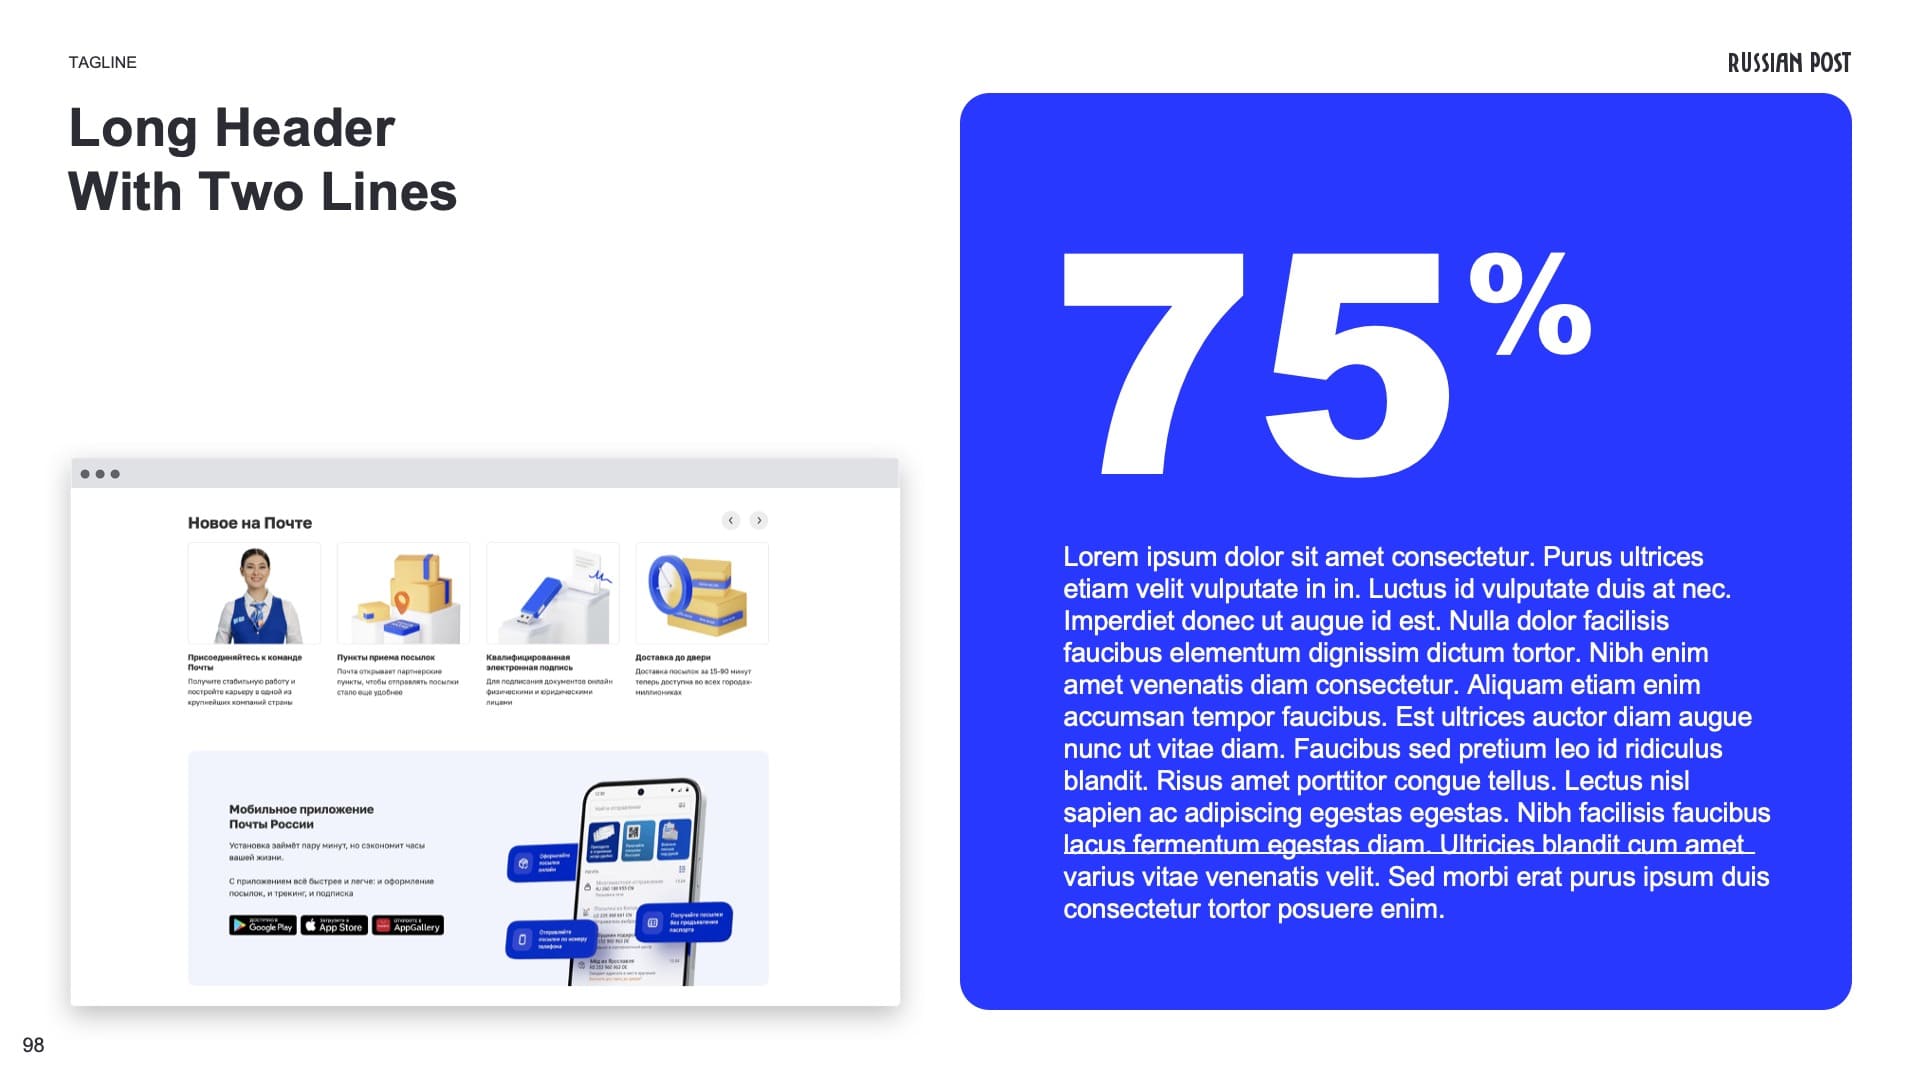 TAGLINE
RUSSIAN POST
Long Header
With Two Lines
75%
Lorem ipsum dolor sit amet consectetur. Purus ultrices
etiam velit vulputate in in. Luctus id vulputate duis at nec.
Imperdiet donec ut augue id est. Nulla dolor facilisis
faucibus elementum dignissim dictum tortor. Nibh enim
amet venenatis diam consectetur. Aliquam etiam enim
accumsan tempor faucibus. Est ultrices auctor diam augue
nunc ut vitae diam. Faucibus sed pretium leo id ridiculus
blandit. Risus amet porttitor congue tellus. Lectus nisl
sapien ac adipiscing egestas egestas. Nibh facilisis faucibus
lacus fermentum egestas diam. Ultricies blandit cum amet
varius vitae venenatis velit. Sed morbi erat purus ipsum duis
consectetur tortor posuere enim.
Новое на Почте
Присоединяйтесь к команде
Почты
Получите стабильную работу и
постройте карьеру в одной из
крупнейших компаний страны
Пункты приема посылок
Почта открывает партнерские
пункты, чтобы отправлять посылки
стало еще удобнее
Квалифицированная
электронная подпись
Для подписания документов онлайн
физическими и юридическими
лицами
Доставка до двери
Доставка посылок за 15-90 минут
теперь доступна во всех городах-
миллиониках
Мобильное приложение
Почты России
Установка займёт пару минут, но сэкономит часы
вашей жизни.
С приложением всё быстрее и легче: и оформление
посылок, и трекинг, и подписка
Google Play
App Store
AppGallery
Оформляйте
посылки
онлайн
Отправляйте
посылки по номеру
телефона
Получайте посылки
без предъявления
паспорта
98